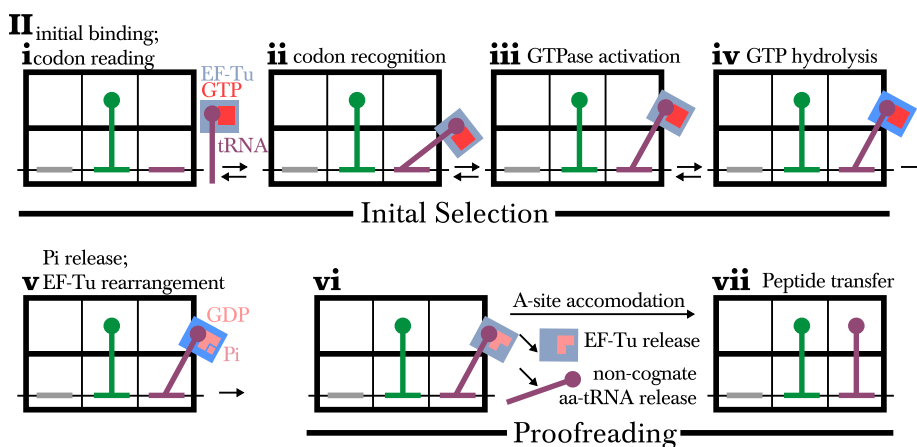 II initial binding;
i codon reading
ii codon recognition
iii GTPase activation
iv GTP hydrolysis
EF-Tu
GTP
tRNA
Inital Selection
Pi release;
v EF-Tu rearrangement
GDP
Pi
vi
A-site accomodation
EF-Tu release
non-cognate
aa-tRNA release
vii Peptide transfer
Proofreading